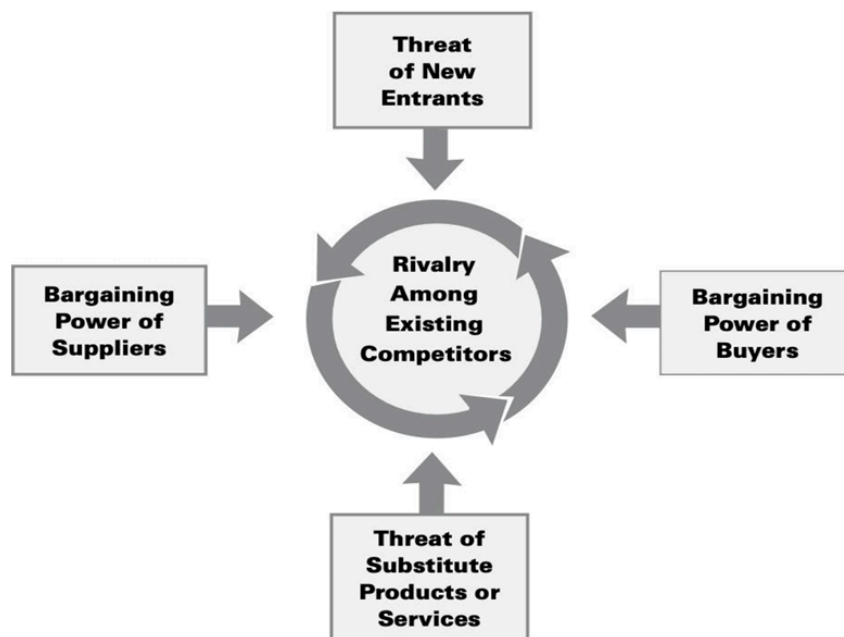 Threat
of New
Entrants
Bargaining
Power of
Suppliers
Rivalry
Among
Existing
Competitors
Bargaining
Power of
Buyers
Threat of
Substitute
Products or
Services